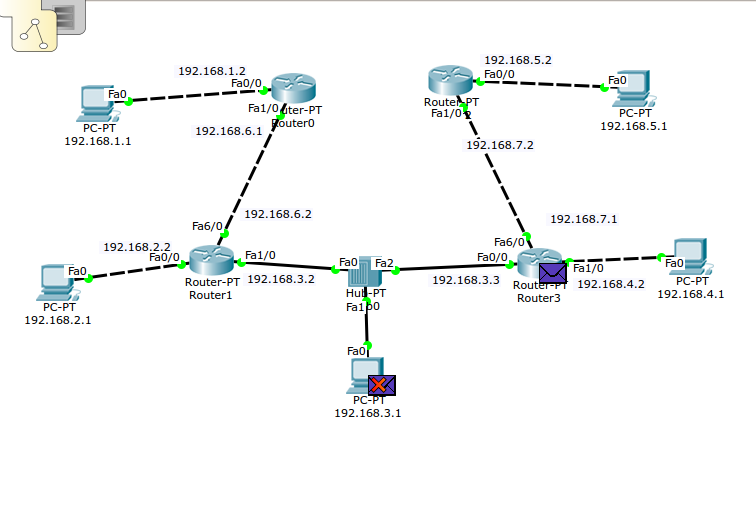 192.168.5.2
192.168.1.2
Fa0/0
Fa0
Fa0/0
Fa0
Fa0
Fa1/0
Router-PT
Fa1/0
PC-PT
192.168.1.1
Router0
192.168.6.1
PC-PT
192.168.5.1
192.168.7.2
192.168.6.2
192.168.7.1
Fa6/0
Fa6/0
192.168.2.2
Fa0/0
Fa1/0
Fa0
Fa2
Fa0/0
Fa0
Fa1/0
Fa0
192.168.3.2
192.168.3.3
192.168.4.2
Router-PT
Router1
Hub-PT
Router-PT
Router3
PC-PT
192.168.4.1
PC-PT
192.168.2.1
Fa1
Fa0
PC-PT
192.168.3.1